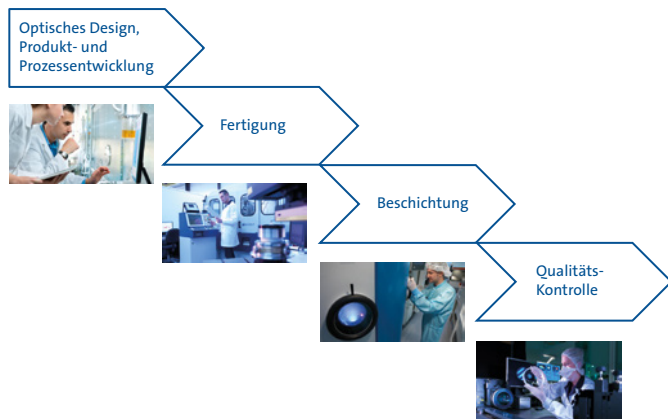 Optisches Design,
Produkt- und
Prozessentwicklung
Fertigung
Beschichtung
Qualitäts-
Kontrolle